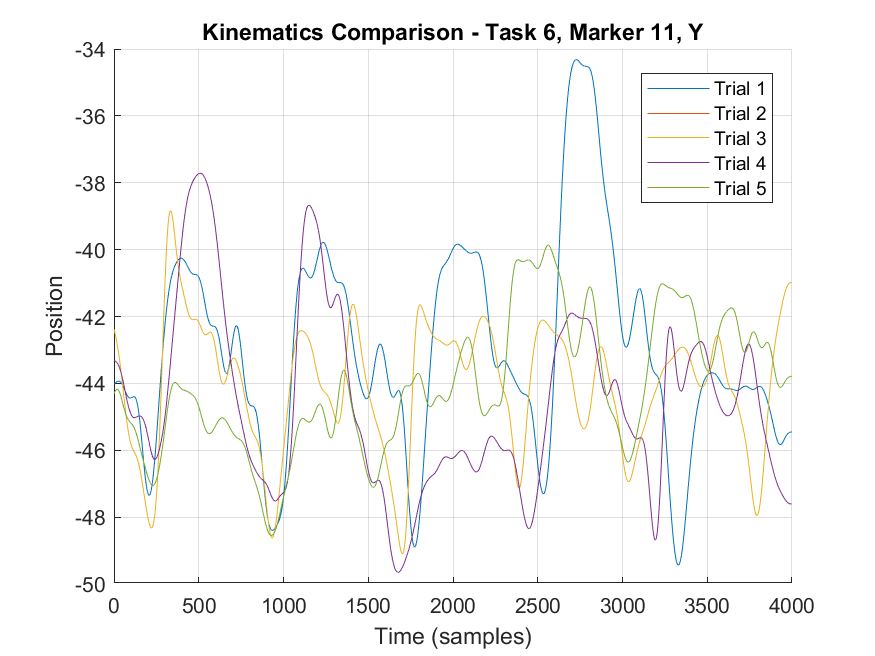 Kinematics Comparison - Task 6, Marker 11, Y
-34
-36
-38
-40
-42
-44
-46
-48
-50
Position
Trial 1
Trial 2
Trial 3
Trial 4
Trial 5
0 500 1000 1500 2000 2500 3000 3500 4000
Time (samples)